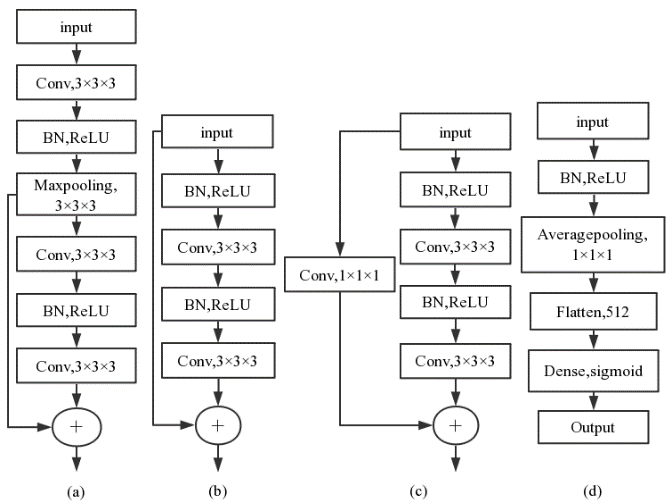 input
Conv,3×3×3
BN,ReLU
Maxpooling,
3×3×3
Conv,3×3×3
BN,ReLU
Conv,3×3×3
+
(a)
input
BN,ReLU
Conv,3×3×3
BN,ReLU
Conv,3×3×3
+
(b)
input
BN,ReLU
Conv,3×3×3
Conv,1×1×1
BN,ReLU
Conv,3×3×3
+
(c)
input
BN,ReLU
Averagepooling,
1×1×1
Flatten,512
Dense,sigmoid
Output
(d)